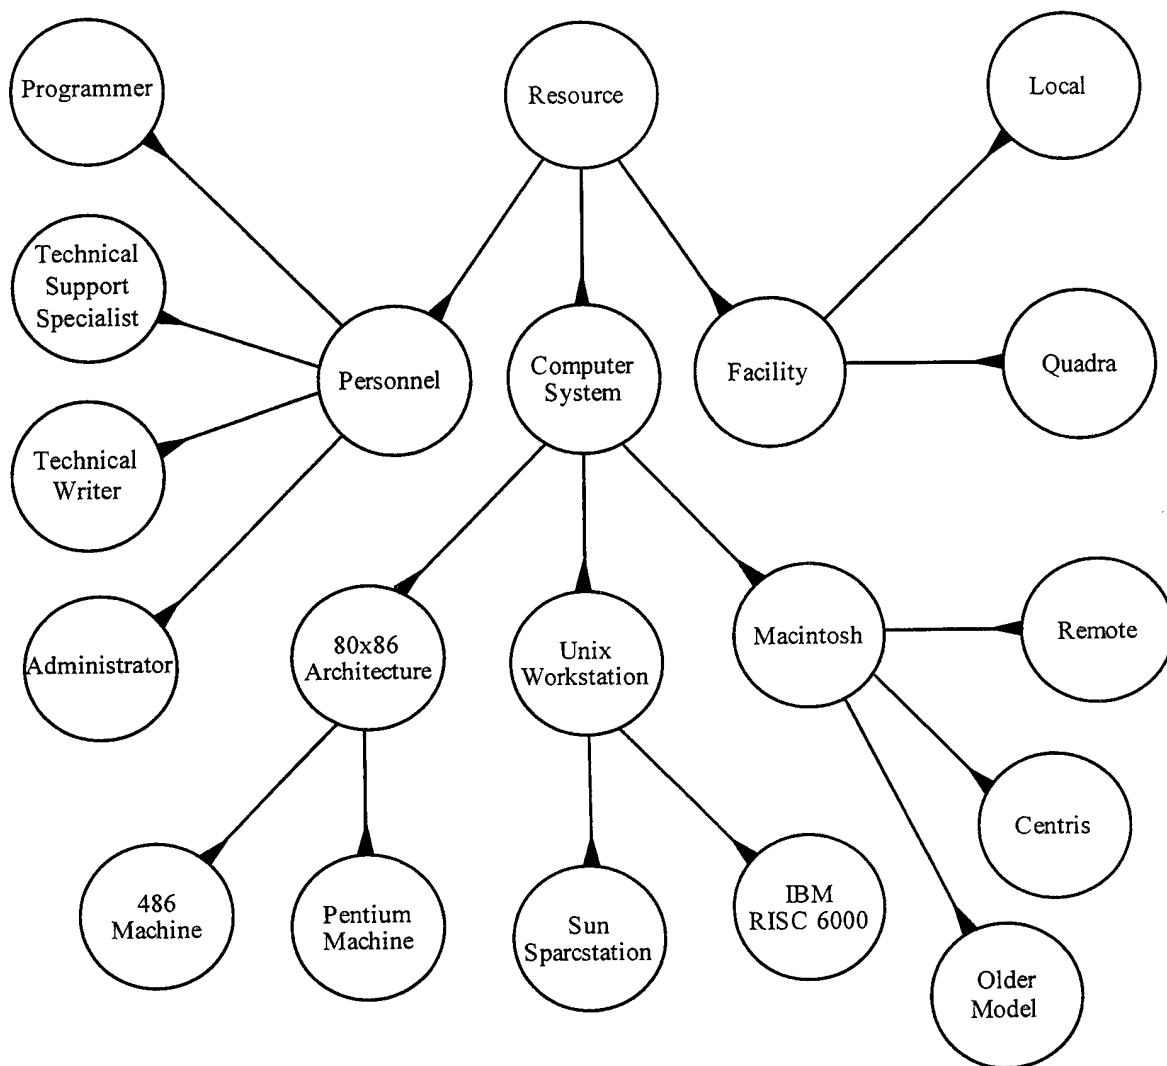 Programmer
Resource
Local
Technical
Support
Specialist
Personnel
Computer
System
Facility
Quadra
Technical
Writer
Administrator
80x86
Architecture
Unix
Workstation
Macintosh
Remote
486
Machine
Pentium
Machine
Sun
Sparcstation
IBM
RISC 6000
Centris
Older
Model